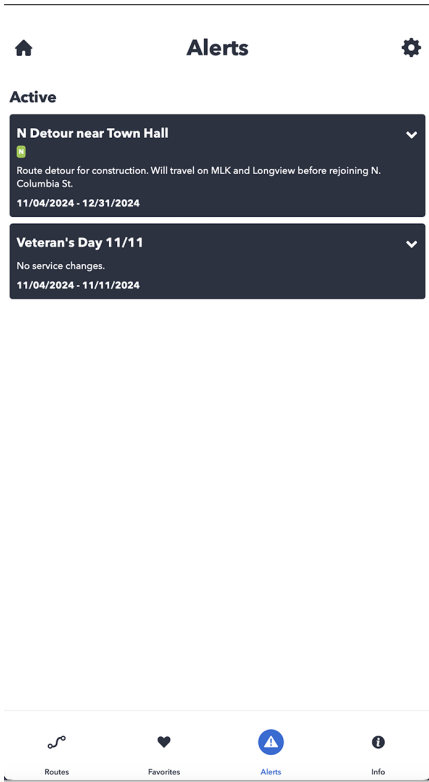 Alerts
Active
N Detour near Town Hall
N
Route detour for construction. Will travel on MLK and Longview before rejoining N.
Columbia St.
11/04/2024 - 12/31/2024
Veteran's Day 11/11
No service changes.
11/04/2024 - 11/11/2024
Routes
Favorites
Alerts
Info